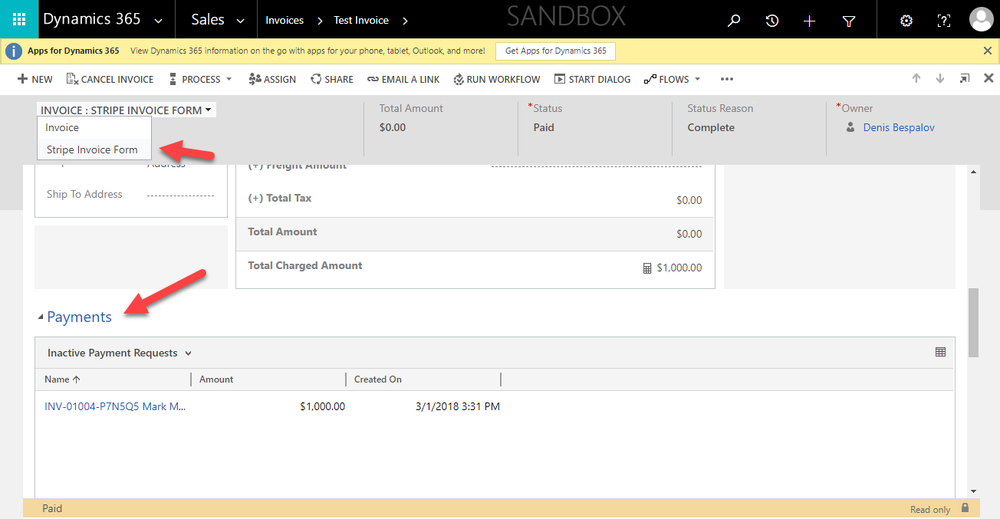 Dynamics 365 Sales Invoices Test Invoice SANDBOX
Apps for Dynamics 365 View Dynamics 365 information on the go with apps for your phone, tablet, Outlook, and more! Get Apps for Dynamics 365
NEW CANCEL INVOICE PROCESS ASSIGN SHARE EMAIL A LINK RUN WORKFLOW START DIALOG FLOWS
INVOICE : STRIPE INVOICE FORM
Invoice
Stripe Invoice Form
Total Amount
$0.00
*Status
Paid
Status Reason
Complete
*Owner
Denis Bespalov
Address
Ship To Address
(+) Freight Amount
(+) Total Tax $0.00
Total Amount $0.00
Total Charged Amount $1,000.00
Payments
Inactive Payment Requests
Name Amount Created On
INV-01004-P7N5Q5 Mark M... $1,000.00 3/1/2018 3:31 PM
Paid Read only